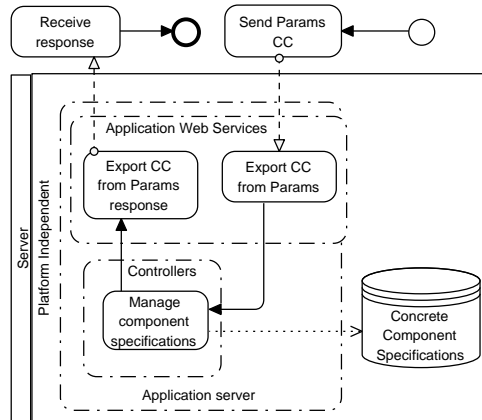 Receive
response
Send Params
CC
Server
Platform Independent
Application Web Services
Export CC
from Params
response
Export CC
from Params
Controllers
Manage
component
specifications
Concrete
Component
Specifications
Application server